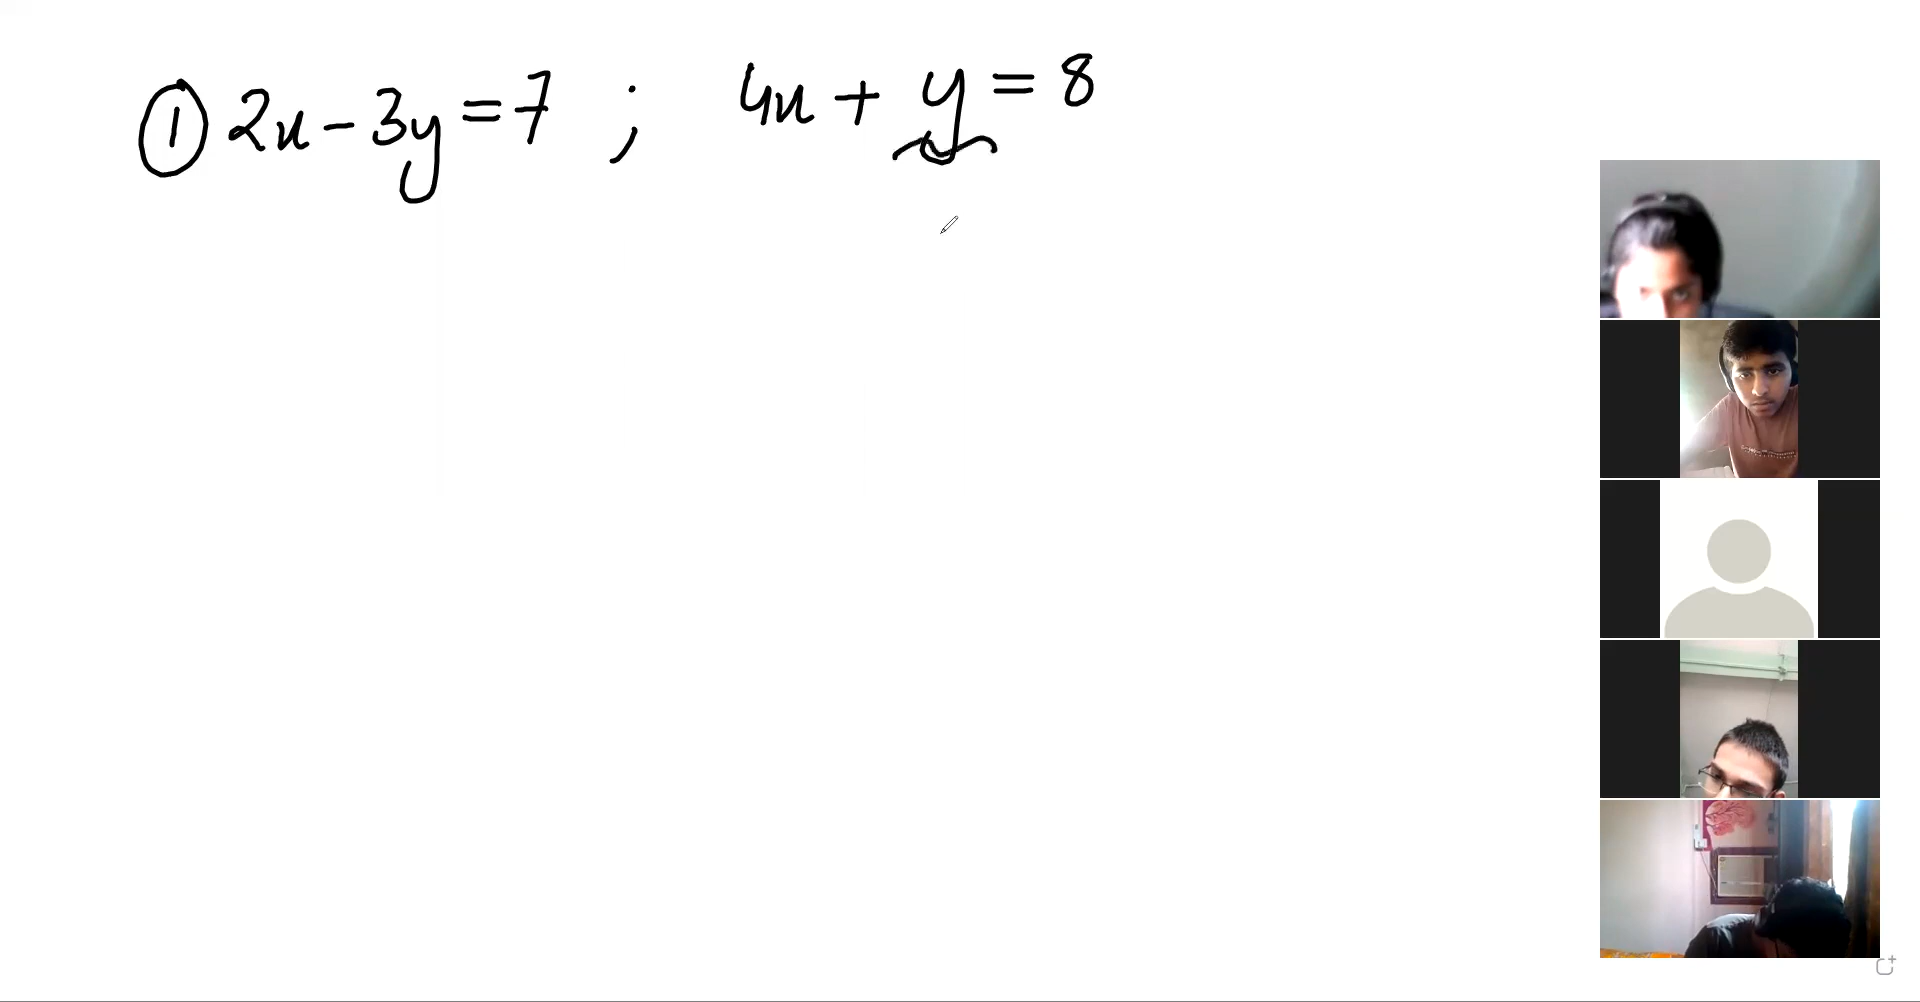 ① 2x - 3y = 7 ; 4x + y = 8